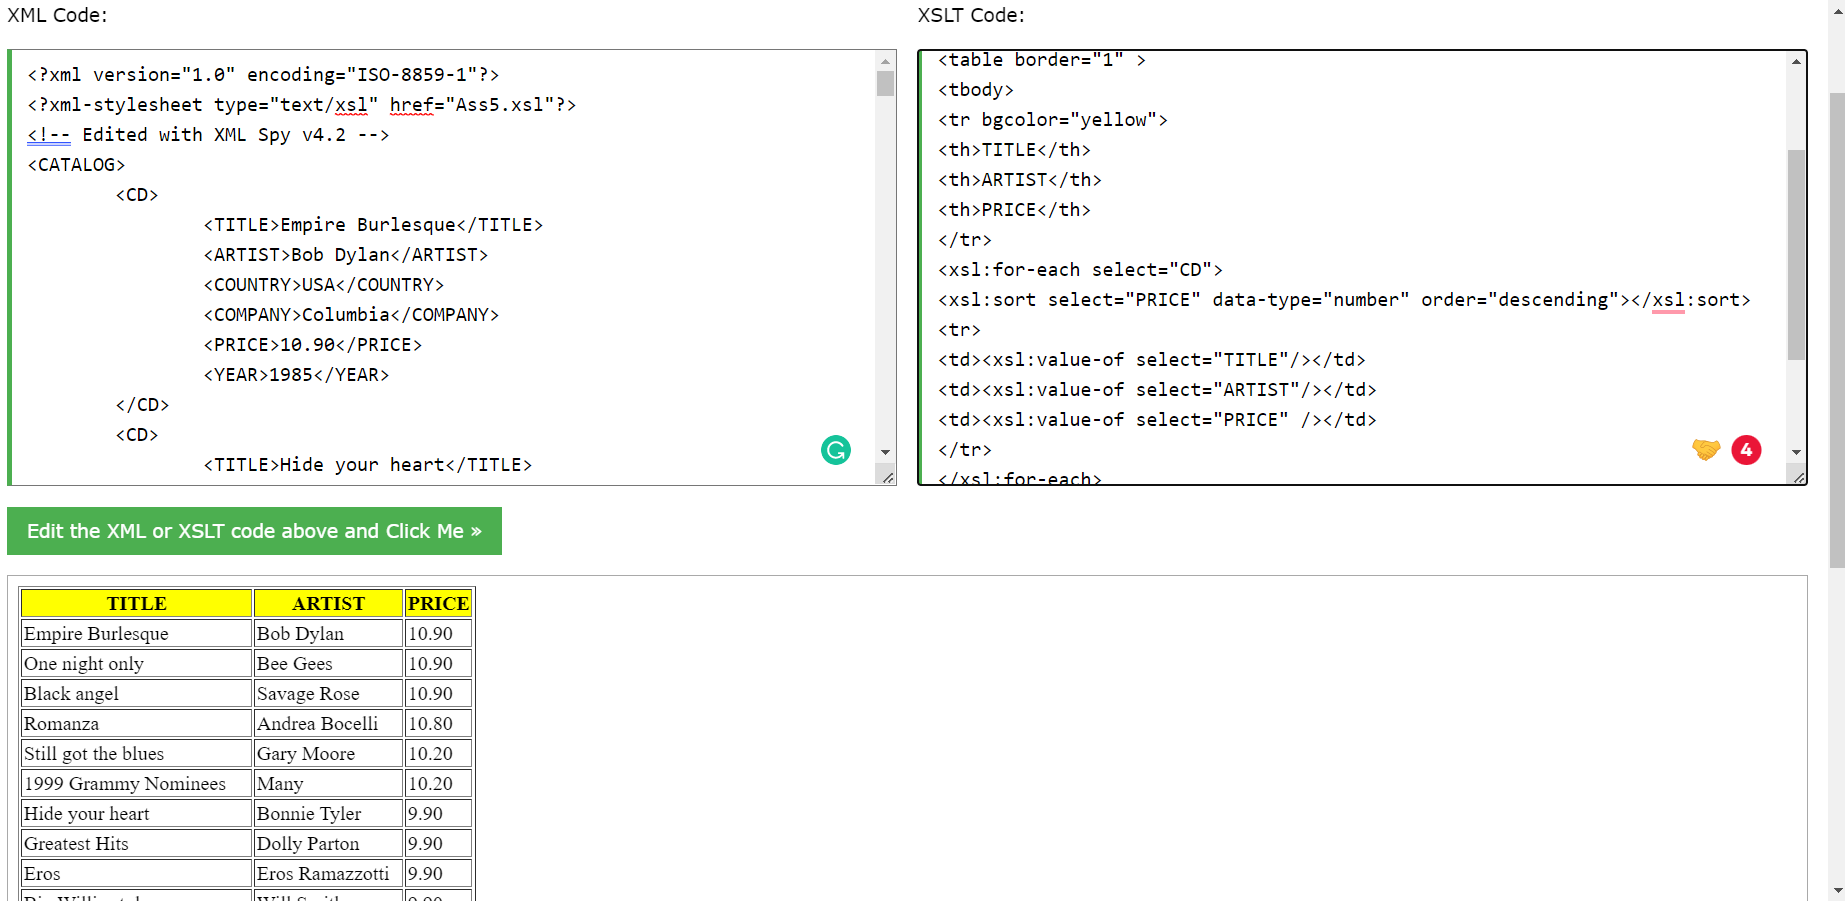 XML Code:
<?xml version="1.0" encoding="ISO-8859-1"?>
<?xml-stylesheet type="text/xsl" href="Ass5.xsl"?>
<!-- Edited with XML Spy v4.2 -->
<CATALOG>
<CD>
<TITLE>Empire Burlesque</TITLE>
<ARTIST>Bob Dylan</ARTIST>
<COUNTRY>USA</COUNTRY>
<COMPANY>Columbia</COMPANY>
<PRICE>10.90</PRICE>
<YEAR>1985</YEAR>
</CD>
<CD>
<TITLE>Hide your heart</TITLE>
XSLT Code:
<table border="1" >
<tbody>
<tr bgcolor="yellow">
<th>TITLE</th>
<th>ARTIST</th>
<th>PRICE</th>
</tr>
<xsl:for-each select="CD">
<xsl:sort select="PRICE" data-type="number" order="descending"></xsl:sort>
<tr>
<td><xsl:value-of select="TITLE"/></td>
<td><xsl:value-of select="ARTIST"/></td>
<td><xsl:value-of select="PRICE" /></td>
</tr>
</xsl:for-each>
4
Edit the XML or XSLT code above and Click Me »
TITLE ARTIST PRICE
Empire Burlesque Bob Dylan 10.90
One night only Bee Gees 10.90
Black angel Savage Rose 10.90
Romanza Andrea Bocelli 10.80
Still got the blues Gary Moore 10.20
1999 Grammy Nominees Many 10.20
Hide your heart Bonnie Tyler 9.90
Greatest Hits Dolly Parton 9.90
Eros Eros Ramazzotti 9.90